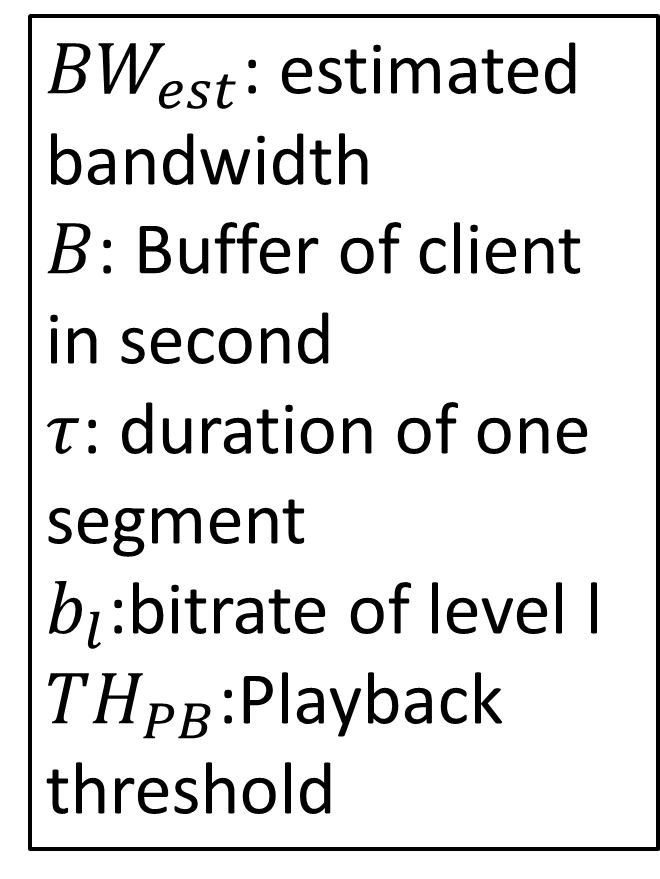 BW_est: estimated
bandwidth
B: Buffer of client
in second
τ: duration of one
segment
b_l:bitrate of level l
TH_PB:Playback
threshold